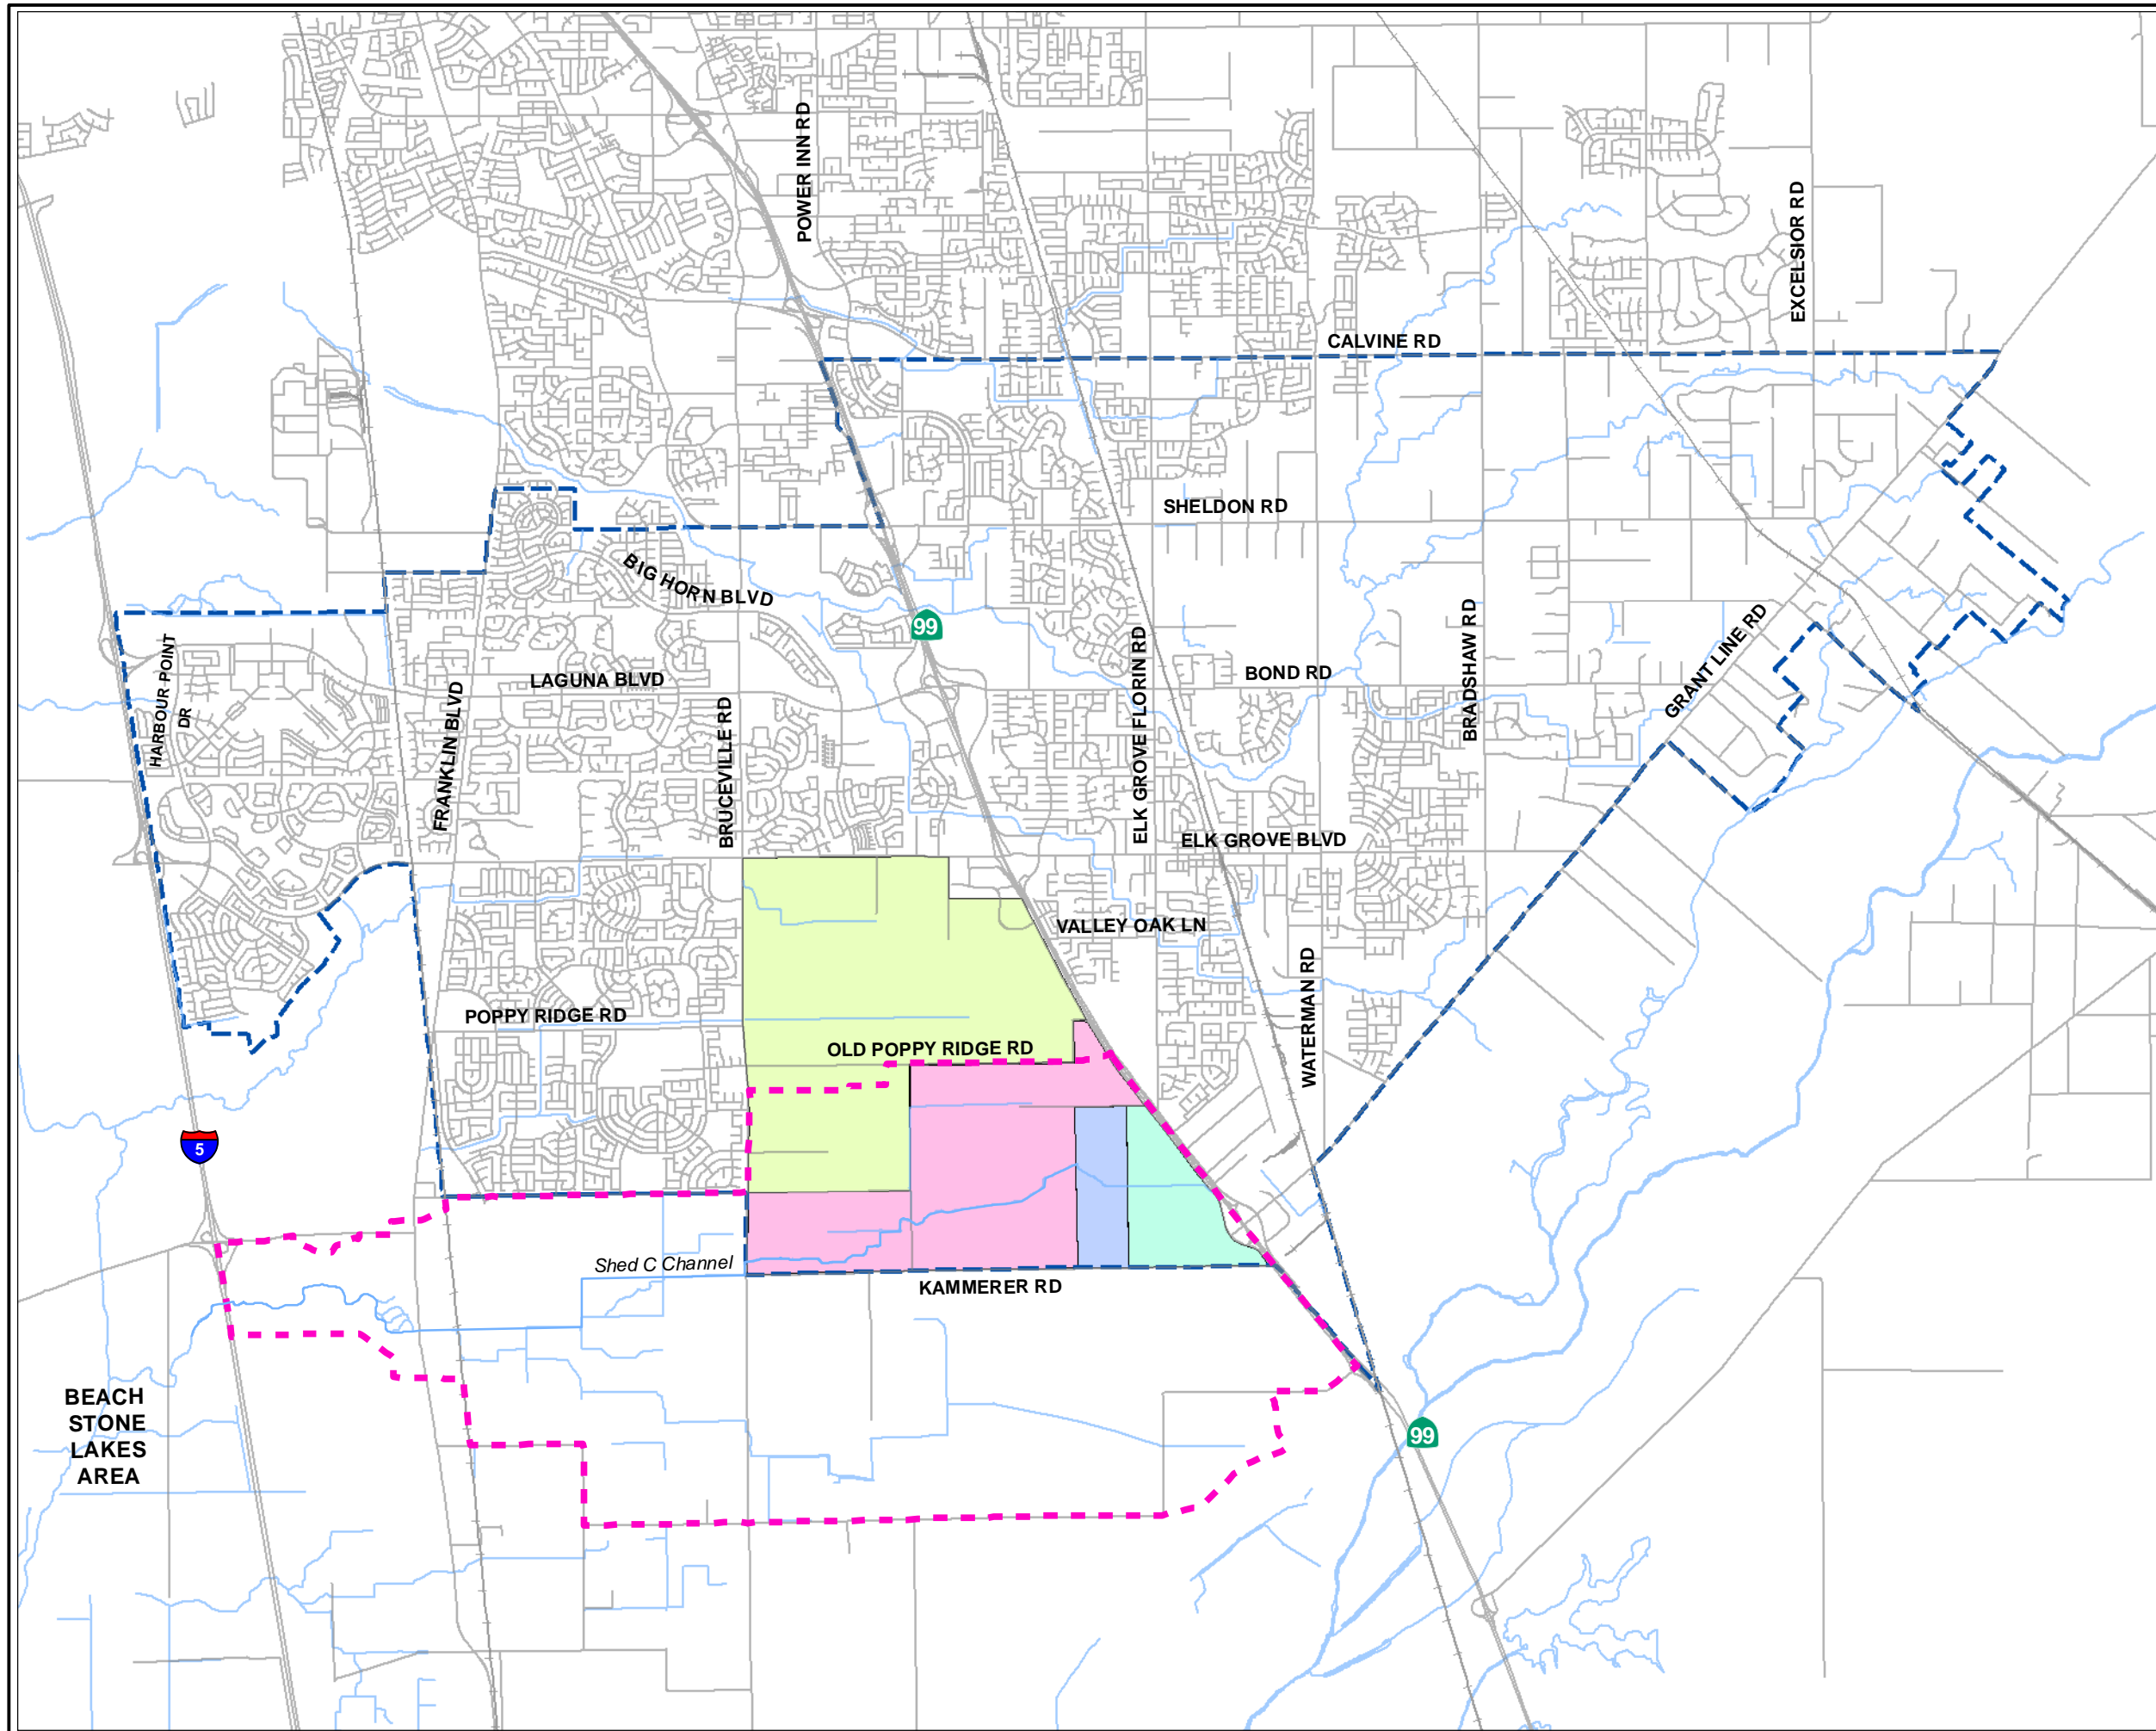 POWER INN RD
EXCELSIOR RD
CALVINE RD
SHELDON RD
BIG HORN BLVD
99
HARBOUR POINT
DR
LAGUNA BLVD
FRANKLIN BLVD
BRUCEVILLE RD
ELK GROVE FLORIN RD
BOND RD
BRADSHAW RD
GRANT LINE RD
ELK GROVE BLVD
VALLEY OAK LN
WATERMAN RD
POPPY RIDGE RD
OLD POPPY RIDGE RD
5
Shed C Channel
KAMMERER RD
BEACH
STONE
LAKES
AREA
99